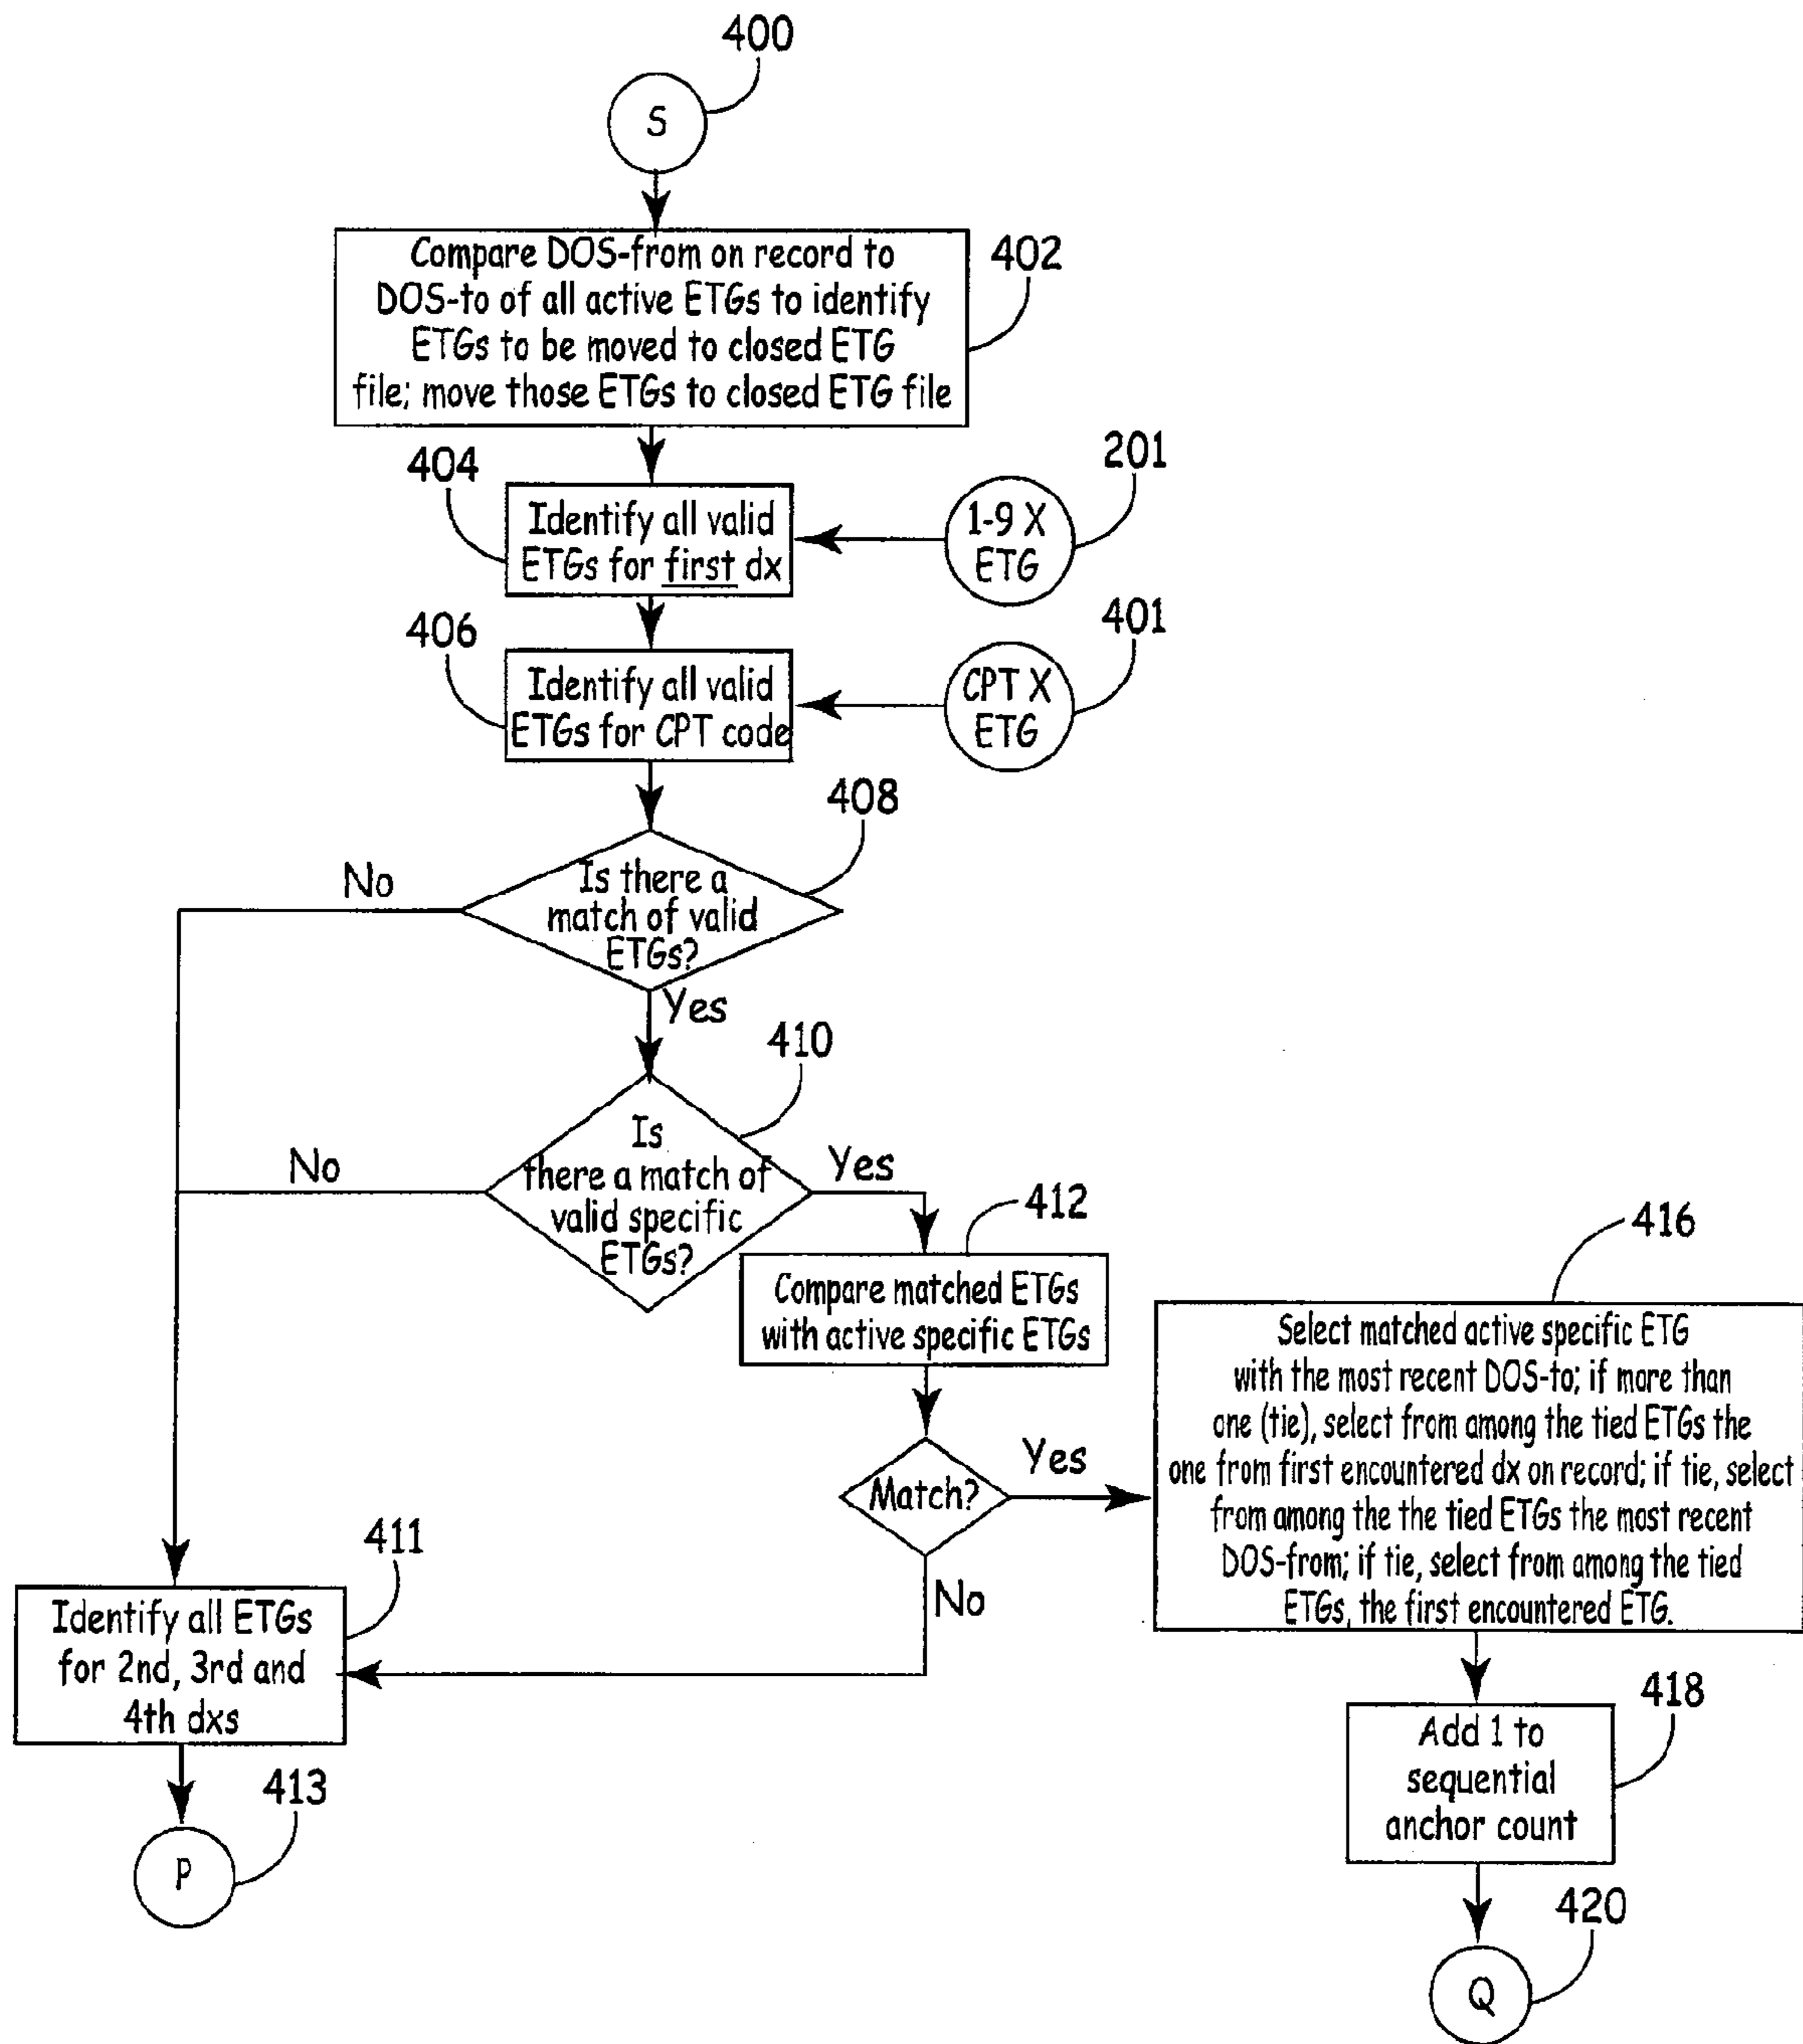 400
S
Compare DOS-from on record to
DOS-to of all active ETGs to identify
ETGs to be moved to closed ETG
file; move those ETGs to closed ETG file
402
404
Identify all valid
ETGs for first dx
1-9 X
ETG
201
406
Identify all valid
ETGs for CPT code
CPT X
ETG
401
408
Is there a
match of valid
ETGs?
No
Yes
410
Is
there a match of
valid specific
ETGs?
No
Yes
412
Compare matched ETGs
with active specific ETGs
Match?
Yes
No
416
Select matched active specific ETG
with the most recent DOS-to; if more than
one (tie), select from among the tied ETGs the
one from first encountered dx on record; if tie, select
from among the the tied ETGs the most recent
DOS-from; if tie, select from among the tied
ETGs, the first encountered ETG.
411
Identify all ETGs
for 2nd, 3rd and
4th dxs
413
P
418
Add 1 to
sequential
anchor count
420
Q